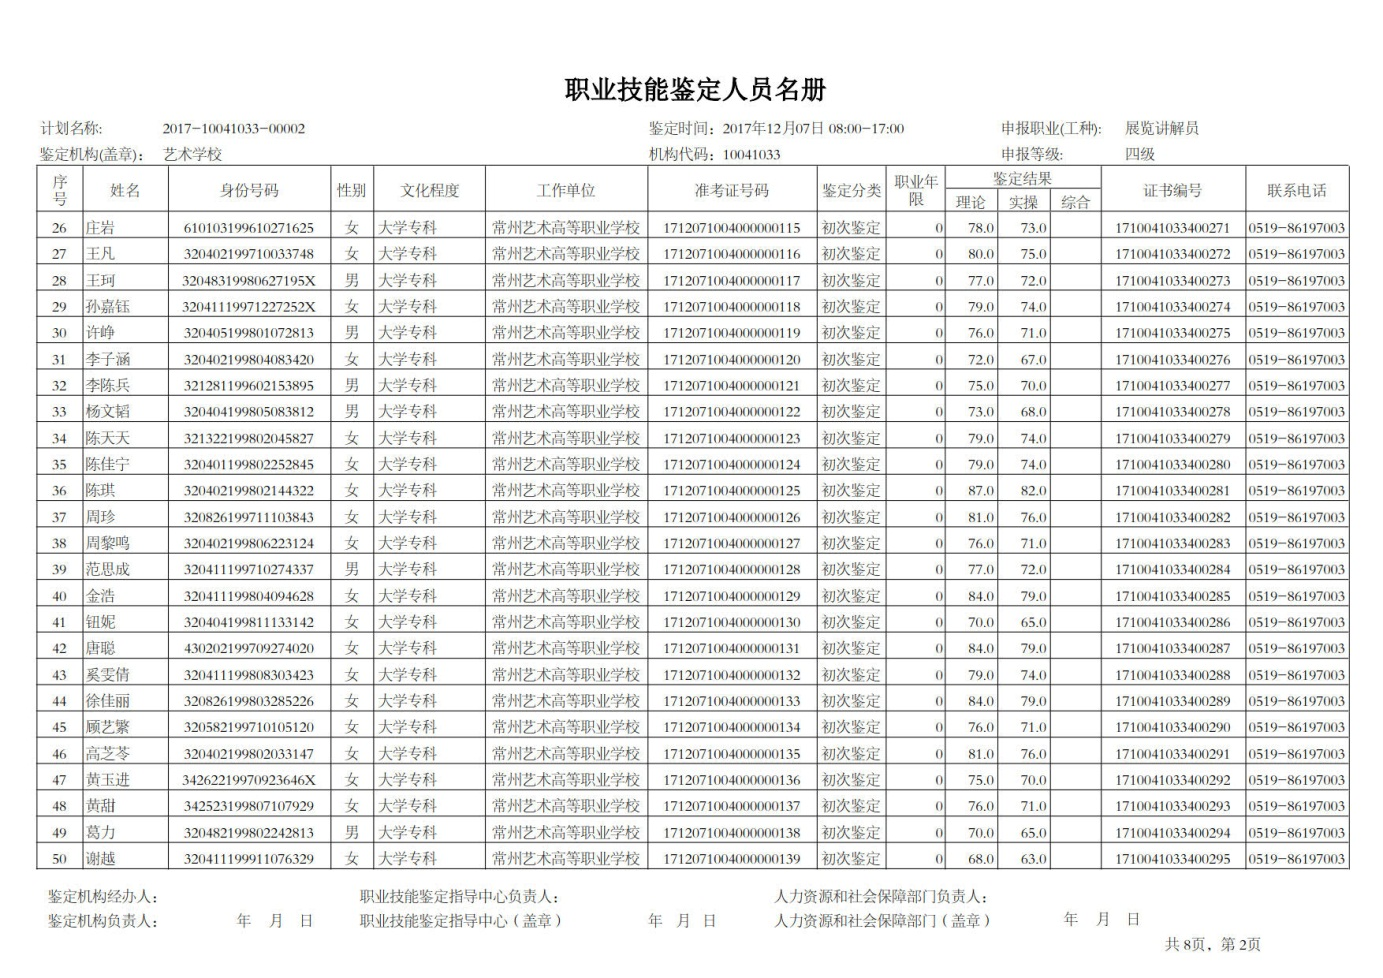 职业技能鉴定人员名册
计划名称: 2017-10041033-00002 鉴定时间: 2017年12月07日 08:00-17:00 申报职业(工种): 展览讲解员
鉴定机构(盖章): 艺术学校 机构代码: 10041033 申报等级: 四级
序号 姓名 身份号码 性别 文化程度 工作单位 准考证号码 鉴定分类 职业年限 鉴定结果 证书编号 联系电话
理论 实操 综合
26 庄岩 610103199610271625 女 大学专科 常州艺术高等职业学校 1712071004000000115 初次鉴定 0 78.0 73.0 1710041033400271 0519-86197003
27 王凡 320402199710033748 女 大学专科 常州艺术高等职业学校 1712071004000000116 初次鉴定 0 80.0 75.0 1710041033400272 0519-86197003
28 王珂 32048319980627195X 男 大学专科 常州艺术高等职业学校 1712071004000000117 初次鉴定 0 77.0 72.0 1710041033400273 0519-86197003
29 孙嘉钰 32041119971227252X 女 大学专科 常州艺术高等职业学校 1712071004000000118 初次鉴定 0 79.0 74.0 1710041033400274 0519-86197003
30 许峥 320405199801072813 男 大学专科 常州艺术高等职业学校 1712071004000000119 初次鉴定 0 76.0 71.0 1710041033400275 0519-86197003
31 李子涵 320402199804083420 女 大学专科 常州艺术高等职业学校 1712071004000000120 初次鉴定 0 72.0 67.0 1710041033400276 0519-86197003
32 李陈兵 321281199602153895 男 大学专科 常州艺术高等职业学校 1712071004000000121 初次鉴定 0 75.0 70.0 1710041033400277 0519-86197003
33 杨文韬 320404199805083812 男 大学专科 常州艺术高等职业学校 1712071004000000122 初次鉴定 0 73.0 68.0 1710041033400278 0519-86197003
34 陈天天 321322199802045827 女 大学专科 常州艺术高等职业学校 1712071004000000123 初次鉴定 0 79.0 74.0 1710041033400279 0519-86197003
35 陈佳宁 320401199802252845 女 大学专科 常州艺术高等职业学校 1712071004000000124 初次鉴定 0 79.0 74.0 1710041033400280 0519-86197003
36 陈琪 320402199802144322 女 大学专科 常州艺术高等职业学校 1712071004000000125 初次鉴定 0 87.0 82.0 1710041033400281 0519-86197003
37 周珍 320826199711103843 女 大学专科 常州艺术高等职业学校 1712071004000000126 初次鉴定 0 81.0 76.0 1710041033400282 0519-86197003
38 周黎鸣 320402199806223124 女 大学专科 常州艺术高等职业学校 1712071004000000127 初次鉴定 0 76.0 71.0 1710041033400283 0519-86197003
39 范思成 320411199710274337 男 大学专科 常州艺术高等职业学校 1712071004000000128 初次鉴定 0 77.0 72.0 1710041033400284 0519-86197003
40 金浩 320411199804094628 女 大学专科 常州艺术高等职业学校 1712071004000000129 初次鉴定 0 84.0 79.0 1710041033400285 0519-86197003
41 钮妮 320404199811133142 女 大学专科 常州艺术高等职业学校 1712071004000000130 初次鉴定 0 70.0 65.0 1710041033400286 0519-86197003
42 唐聪 430202199709274020 女 大学专科 常州艺术高等职业学校 1712071004000000131 初次鉴定 0 84.0 79.0 1710041033400287 0519-86197003
43 奚雯倩 320411199808303423 女 大学专科 常州艺术高等职业学校 1712071004000000132 初次鉴定 0 79.0 74.0 1710041033400288 0519-86197003
44 徐佳丽 320826199803285226 女 大学专科 常州艺术高等职业学校 1712071004000000133 初次鉴定 0 84.0 79.0 1710041033400289 0519-86197003
45 顾艺繁 320582199710105120 女 大学专科 常州艺术高等职业学校 1712071004000000134 初次鉴定 0 76.0 71.0 1710041033400290 0519-86197003
46 高芝苓 320402199802033147 女 大学专科 常州艺术高等职业学校 1712071004000000135 初次鉴定 0 81.0 76.0 1710041033400291 0519-86197003
47 黄玉进 34262219970923646X 女 大学专科 常州艺术高等职业学校 1712071004000000136 初次鉴定 0 75.0 70.0 1710041033400292 0519-86197003
48 黄甜 342523199807107929 女 大学专科 常州艺术高等职业学校 1712071004000000137 初次鉴定 0 76.0 71.0 1710041033400293 0519-86197003
49 葛力 320482199802242813 男 大学专科 常州艺术高等职业学校 1712071004000000138 初次鉴定 0 70.0 65.0 1710041033400294 0519-86197003
50 谢越 320411199911076329 女 大学专科 常州艺术高等职业学校 1712071004000000139 初次鉴定 0 68.0 63.0 1710041033400295 0519-86197003
鉴定机构经办人: 职业技能鉴定指导中心负责人: 人力资源和社会保障部门负责人:
鉴定机构负责人: 年 月 日 职业技能鉴定指导中心（盖章） 年 月 日 人力资源和社会保障部门（盖章） 年 月 日
共 8页, 第 2页